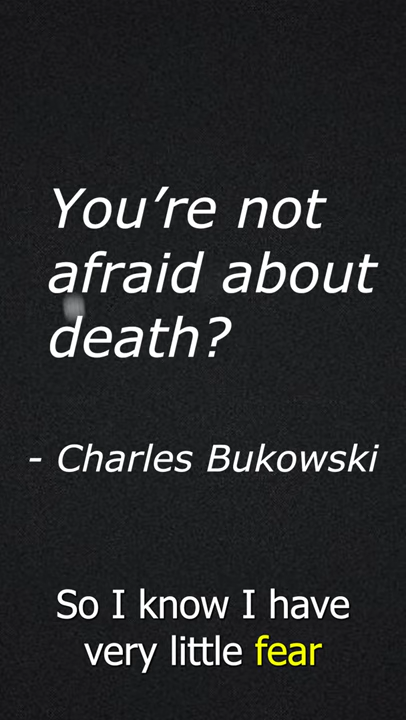 You're not
afraid about
death?
- Charles Bukowski
So I know I have
very little fear